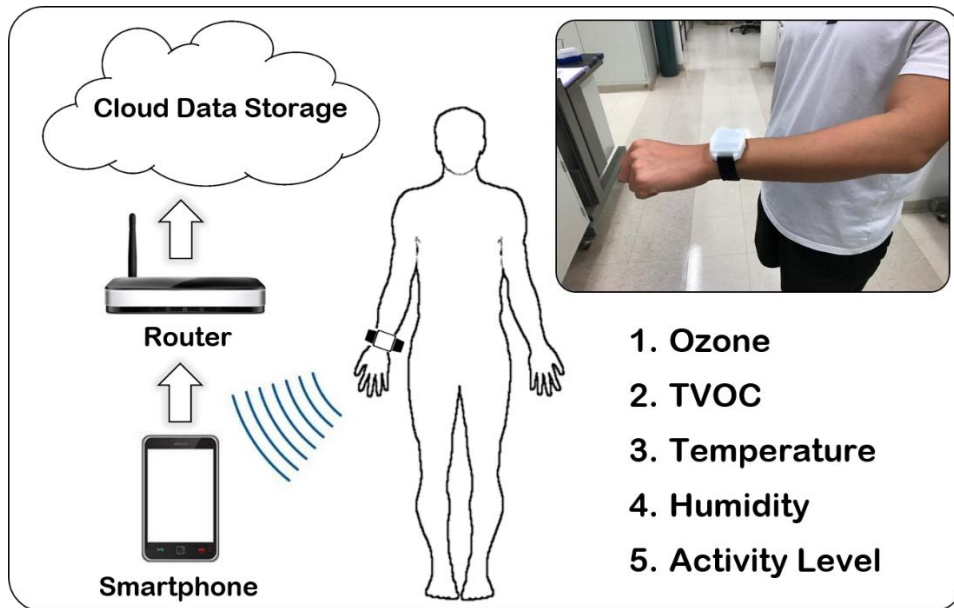 Cloud Data Storage
Router
Smartphone
1. Ozone
2. TVOC
3. Temperature
4. Humidity
5. Activity Level